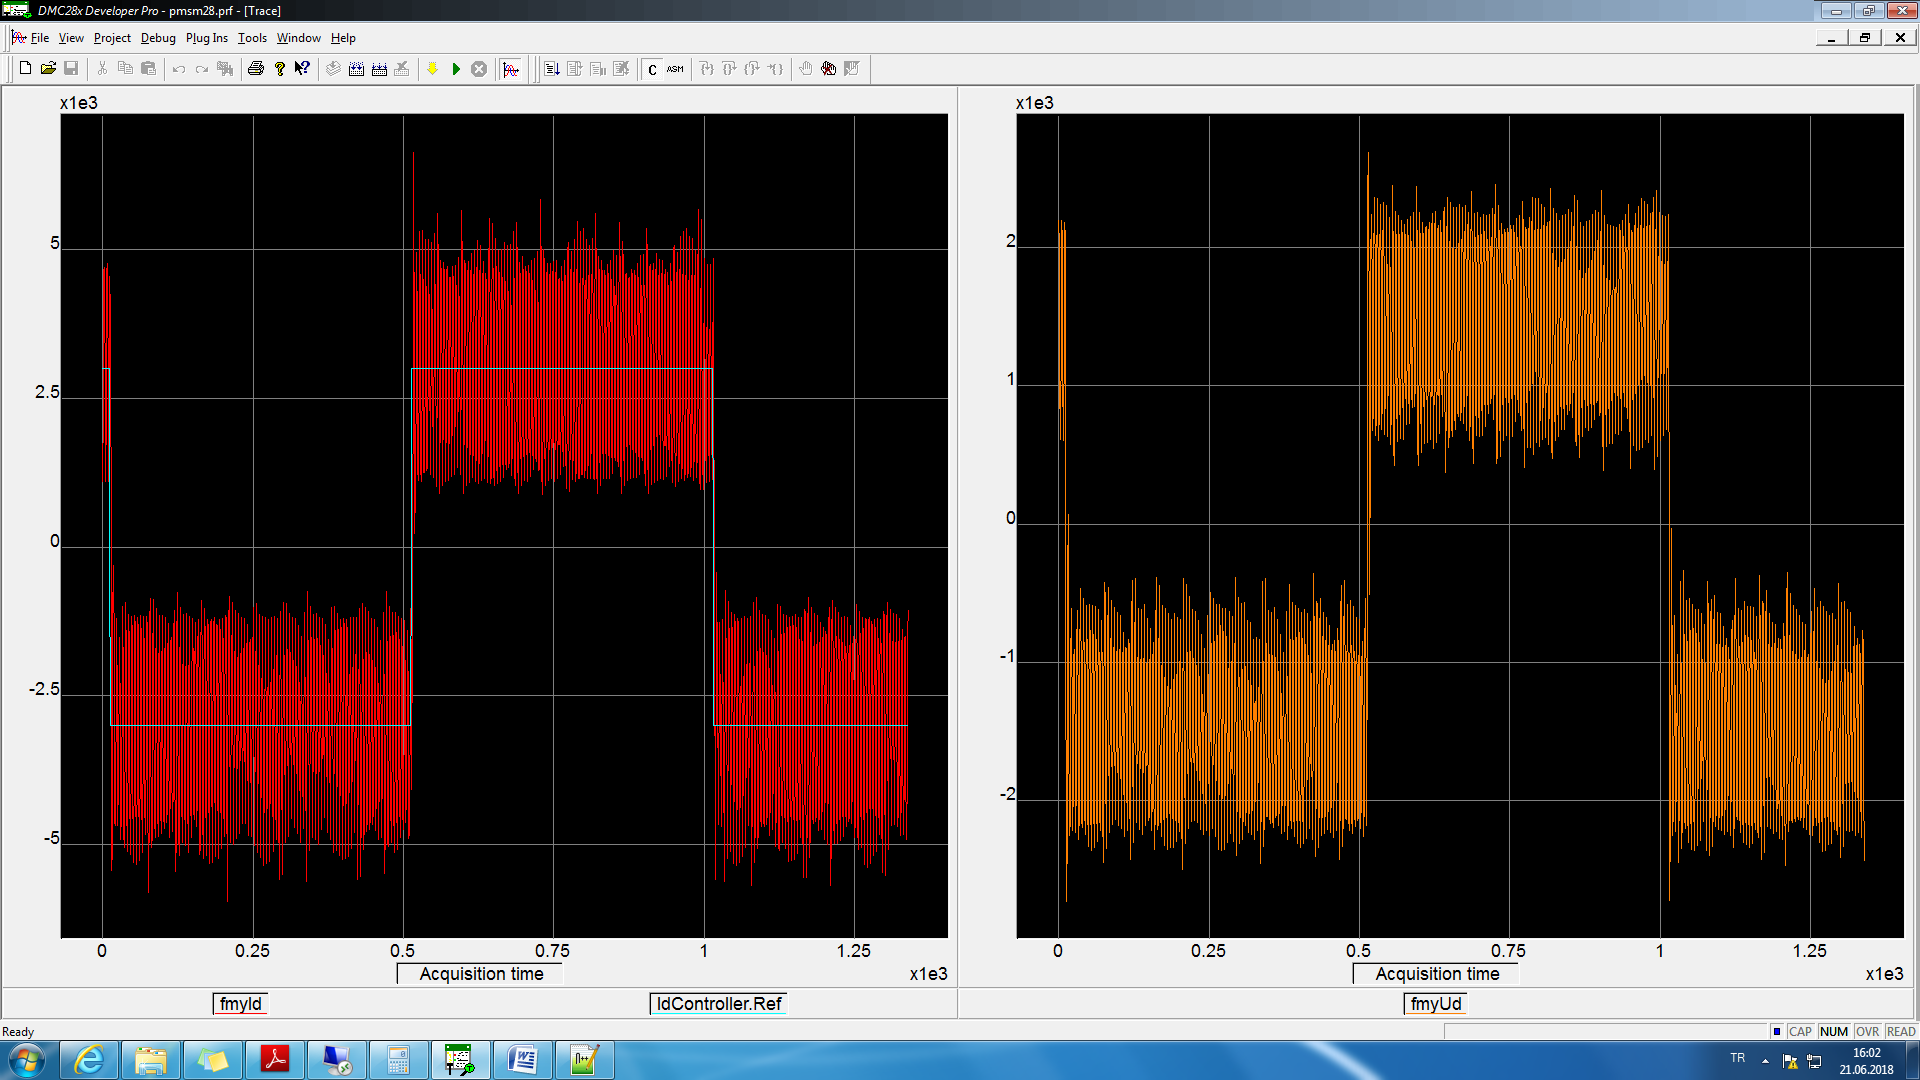 DMC28x Developer Pro - pmsm28.prf - [Trace]
File View Project Debug Plug Ins Tools Window Help
C ASM
x1e3
5
2.5
0
-2.5
-5
0 0.25 0.5 0.75 1 1.25
Acquisition time
x1e3
fmyId
IdController.Ref
x1e3
2
1
0
-1
-2
0 0.25 0.5 0.75 1 1.25
Acquisition time
x1e3
fmyUd
Ready
CAP NUM OVR READ
TR
16:02
21.06.2018